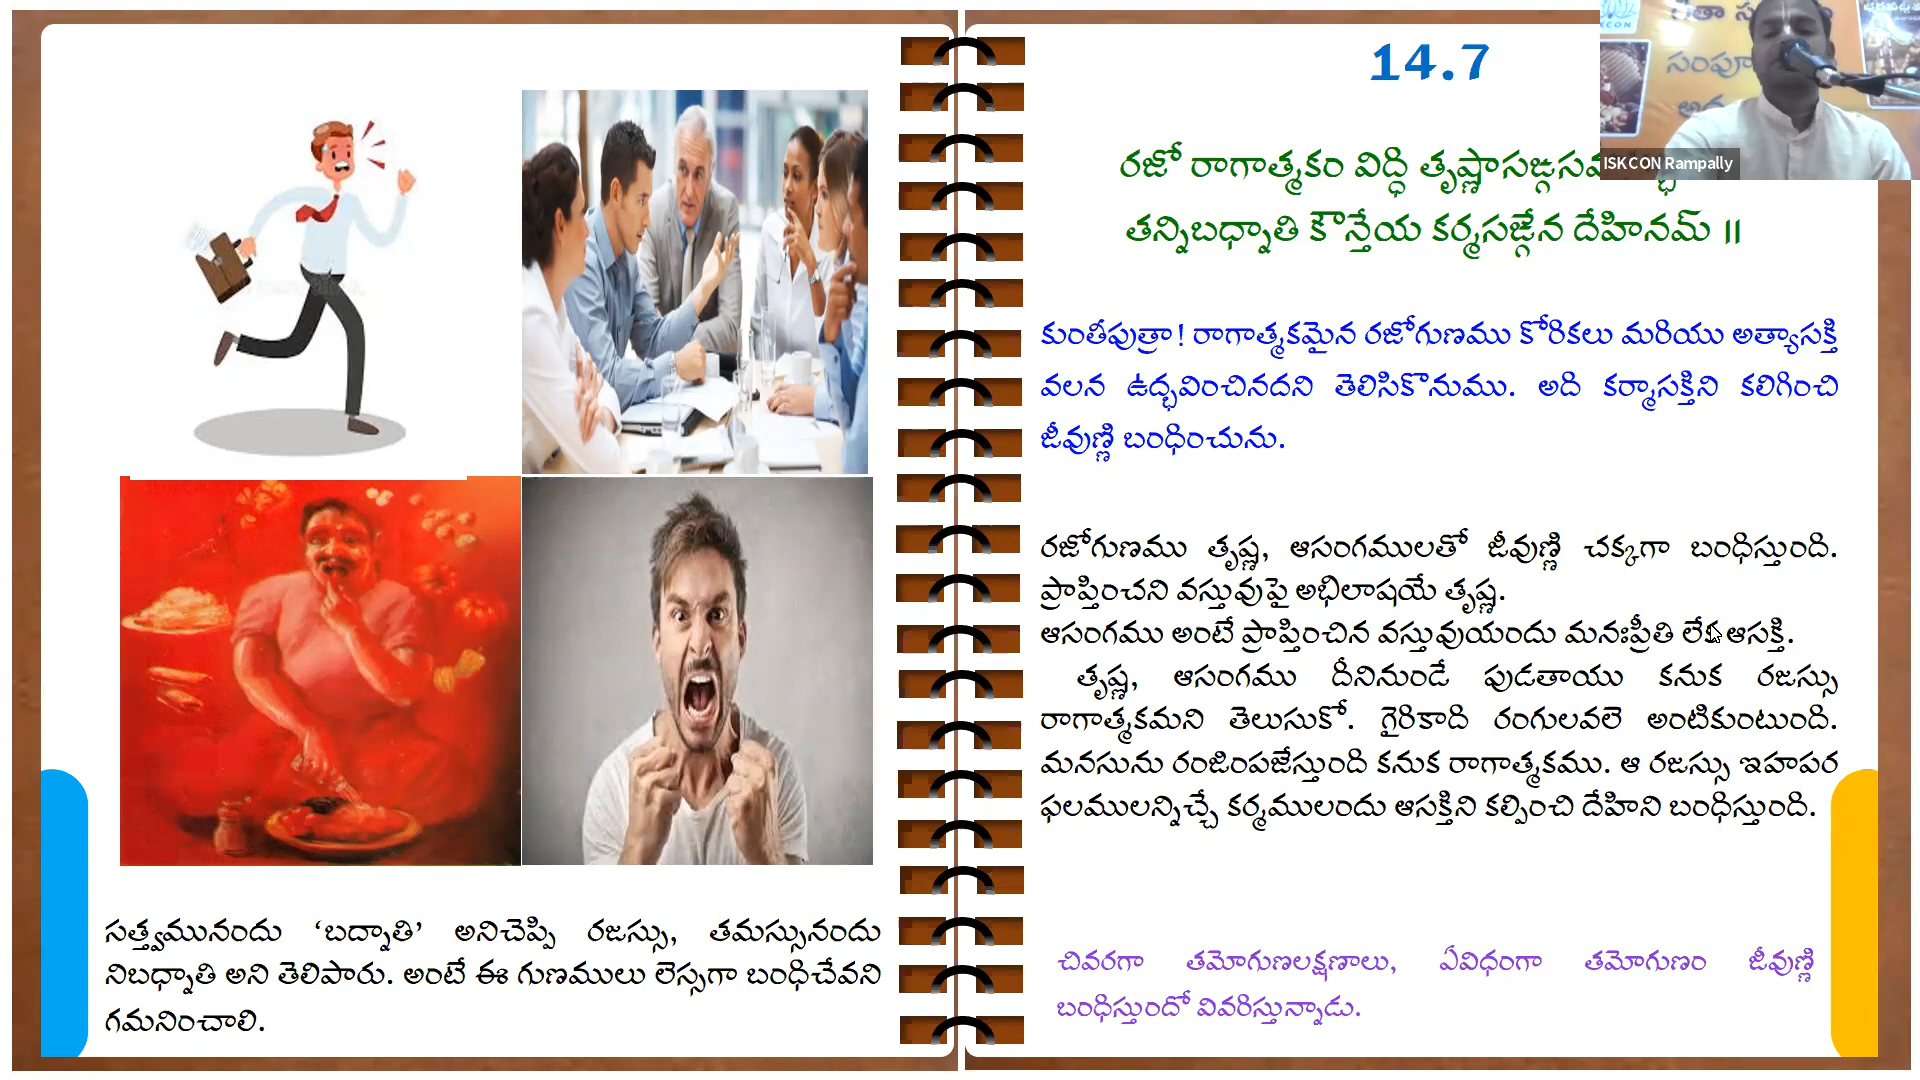 14.7
రజో రాగాత్మకం విద్ధి
తన్నిబధ్నాతి కౌన్తేయ కర్మసఙ్గేన దేహినమ్ ॥
కుంతీపుత్రా! రాగాత్మకమైన రజోగుణము కోరికలు మరియు అత్యాసక్తి
వలన ఉద్భవించినదని తెలిసికొనుము. అది కర్మాసక్తిని కలిగించి
జీవుణ్ణి బంధించును.
రజోగుణము తృష్ణ, ఆసంగములతో జీవుణ్ణి చక్కగా బంధిస్తుంది.
ప్రాప్తించని వస్తువుపై అభిలాషయే తృష్ణ.
ఆసంగము అంటే ప్రాప్తించిన వస్తువుయందు మనఃప్రీతి లేక ఆసక్తి.
తృష్ణ, ఆసంగము దీనినుండే పుడతాయు కనుక రజస్సు
రాగాత్మకమని తెలుసుకో. గైరికాది రంగులవలె అంటికుంటుంది.
మనసును రంజింపజేస్తుంది కనుక రాగాత్మకము. ఆ రజస్సు ఇహపర
ఫలములన్నిచ్చే కర్మములందు ఆసక్తిని కల్పించి దేహిని బంధిస్తుంది.
చివరగా తమోగుణలక్షణాలు, ఏవిధంగా తమోగుణం జీవుణ్ణి
బంధిస్తుందో వివరిస్తున్నాడు.
సత్త్వమునందు ‘బద్నాతి’ అనిచెప్పి రజస్సు, తమస్సునందు
నిబధ్నాతి అని తెలిపారు. అంటే ఈ గుణములు లెస్సగా బంధిచేవని
గమనించాలి.
ISKCON Rampally